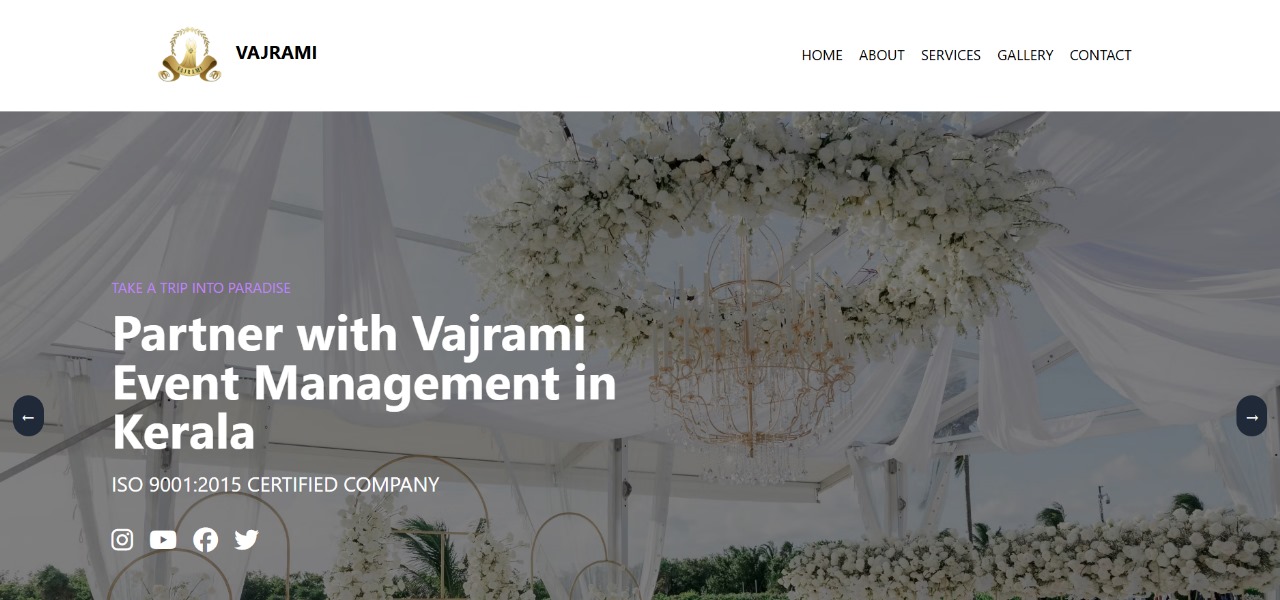 VAJRAMI
VAJRAMI
HOME ABOUT SERVICES GALLERY CONTACT
TAKE A TRIP INTO PARADISE
Partner with Vajrami
Event Management in
Kerala
ISO 9001:2015 CERTIFIED COMPANY
← →